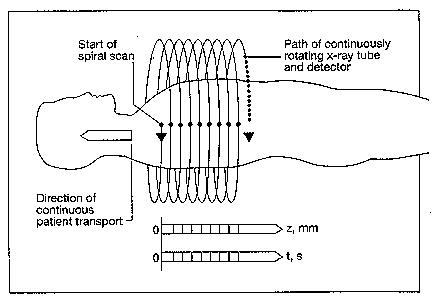 Start of
spiral scan
Path of continuously
rotating x-ray tube
and detector
Direction of
continuous
patient transport
0
z, mm
0
t, s